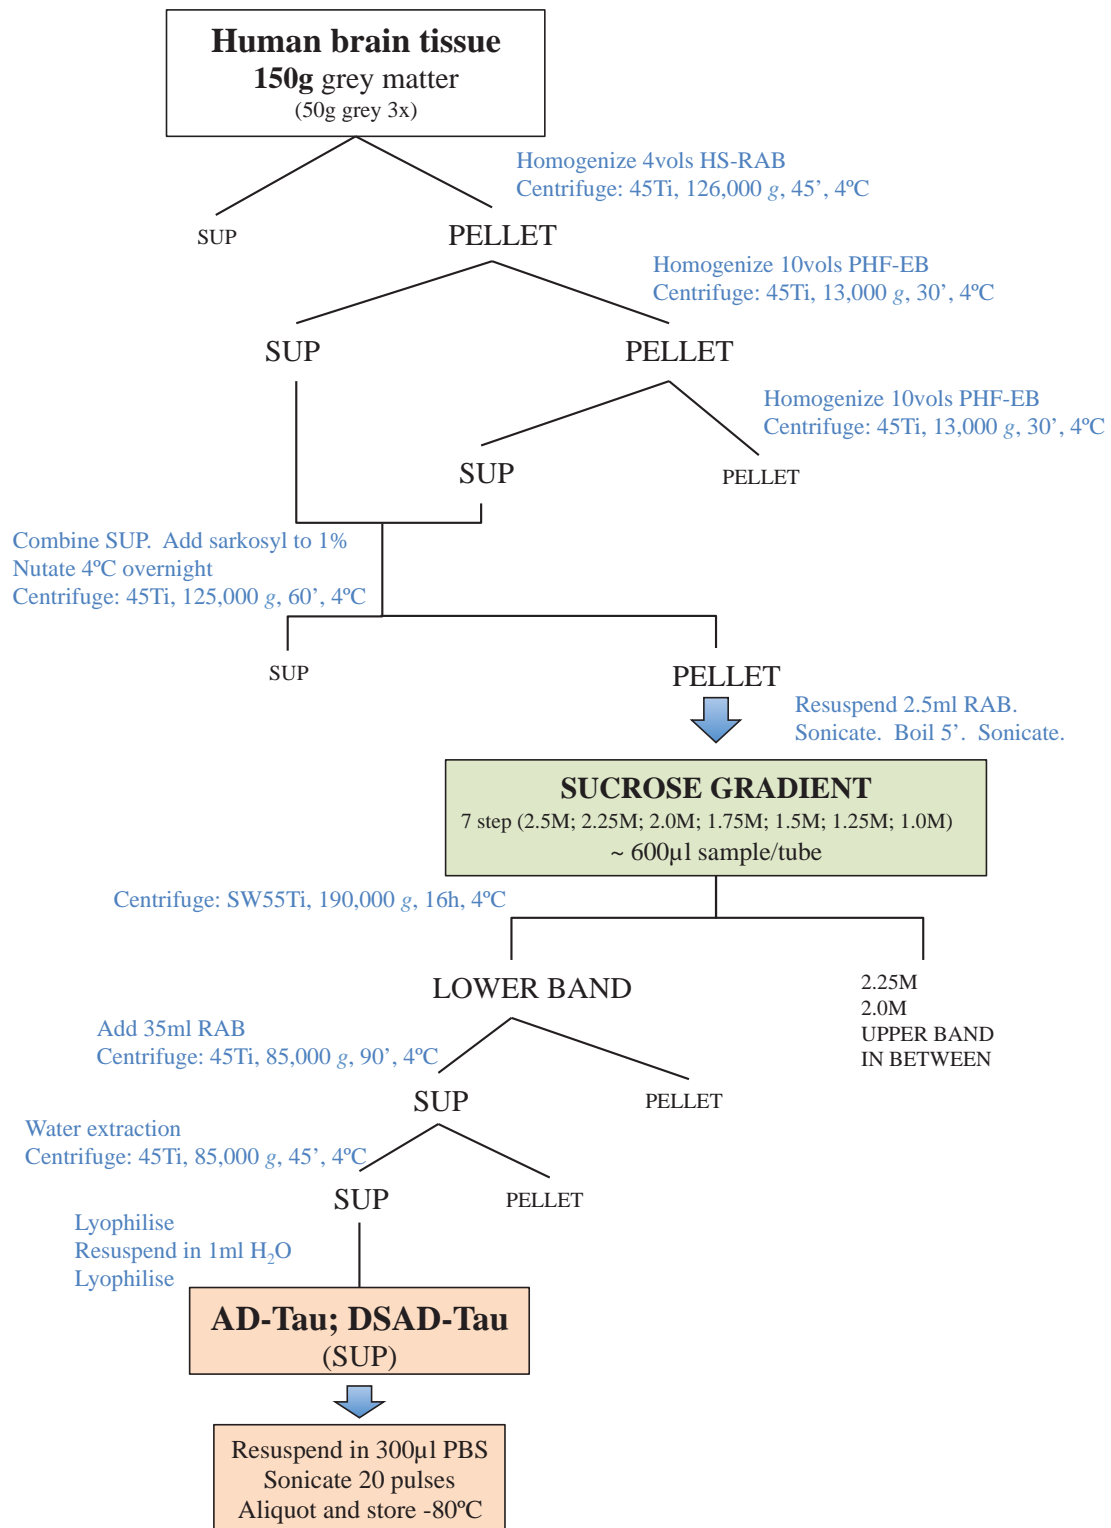 Human brain tissue
150g grey matter
(50g grey 3x)
Homogenize 4vols HS-RAB
Centrifuge: 45Ti, 126,000 g, 45’, 4ºC
SUP
PELLET
Homogenize 10vols PHF-EB
Centrifuge: 45Ti, 13,000 g, 30’, 4ºC
SUP
PELLET
Homogenize 10vols PHF-EB
Centrifuge: 45Ti, 13,000 g, 30’, 4ºC
SUP
PELLET
Combine SUP. Add sarkosyl to 1%
Nutate 4ºC overnight
Centrifuge: 45Ti, 125,000 g, 60’, 4ºC
SUP
PELLET
Resuspend 2.5ml RAB.
Sonicate. Boil 5’. Sonicate.
SUCROSE GRADIENT
7 step (2.5M; 2.25M; 2.0M; 1.75M; 1.5M; 1.25M; 1.0M)
~ 600µl sample/tube
Centrifuge: SW55Ti, 190,000 g, 16h, 4ºC
LOWER BAND
2.25M
2.0M
UPPER BAND
IN BETWEEN
Add 35ml RAB
Centrifuge: 45Ti, 85,000 g, 90’, 4ºC
SUP
PELLET
Water extraction
Centrifuge: 45Ti, 85,000 g, 45’, 4ºC
SUP
PELLET
Lyophilise
Resuspend in 1ml H₂O
Lyophilise
AD-Tau; DSAD-Tau
(SUP)
Resuspend in 300µl PBS
Sonicate 20 pulses
Aliquot and store -80ºC